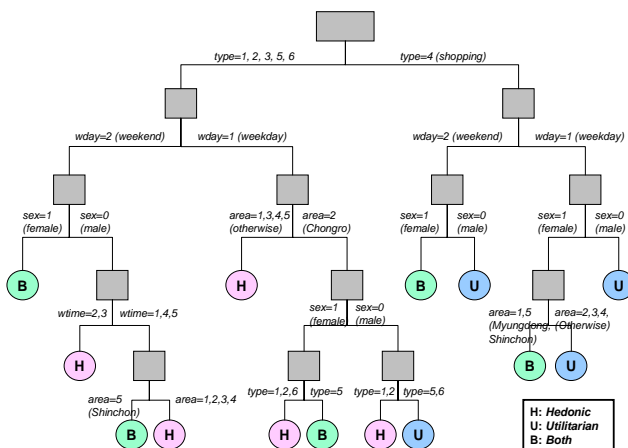 type=1, 2, 3, 5, 6 type=4 (shopping)
wday=2 (weekend) wday=1 (weekday) wday=2 (weekend) wday=1 (weekday)
sex=1 sex=0 area=1,3,4,5 area=2 sex=1 sex=0 sex=1 sex=0
(female) (male) (otherwise) (Chongro) (female) (male) (female) (male)
B H B U U
wtime=2,3 wtime=1,4,5 sex=1 sex=0 area=1,5 area=2,3,4,
(female) (male) (Myungdong, (Otherwise)
Shinchon)
H B U
area=5 area=1,2,3,4 type=1,2,6 type=5 type=1,2 type=5,6
(Shinchon)
B H H B H U
H: Hedonic
U: Utilitarian
B: Both